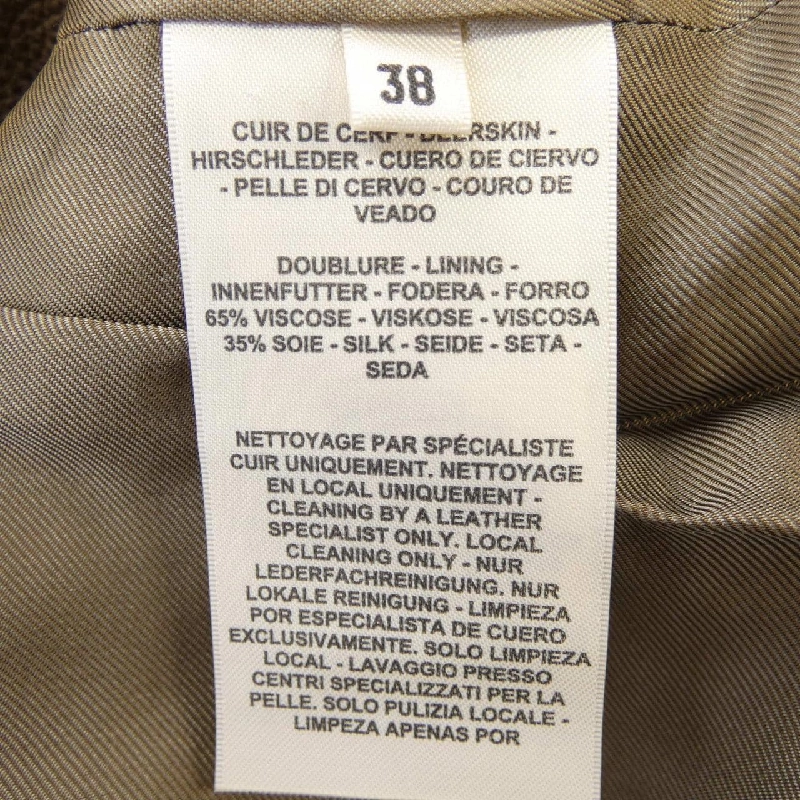 38
CUIR DE CERF - DEERSKIN -
HIRSCHLEDER - CUERO DE CIERVO
- PELLE DI CERVO - COURO DE
VEADO
DOUBLURE - LINING -
INNENFUTTER - FODERA - FORRO
65% VISCOSE - VISKOSE - VISCOSA
35% SOIE - SILK - SEIDE - SETA -
SEDA
NETTOYAGE PAR SPÉCIALISTE
CUIR UNIQUEMENT. NETTOYAGE
EN LOCAL UNIQUEMENT -
CLEANING BY A LEATHER
SPECIALIST ONLY. LOCAL
CLEANING ONLY - NUR
LEDERFACHREINIGUNG. NUR
LOKALE REINIGUNG - LIMPIEZA
POR ESPECIALISTA DE CUERO
EXCLUSIVAMENTE. SOLO LIMPIEZA
LOCAL - LAVAGGIO PRESSO
CENTRI SPECIALIZZATI PER LA
PELLE. SOLO PULIZIA LOCALE -
LIMPEZA APENAS POR